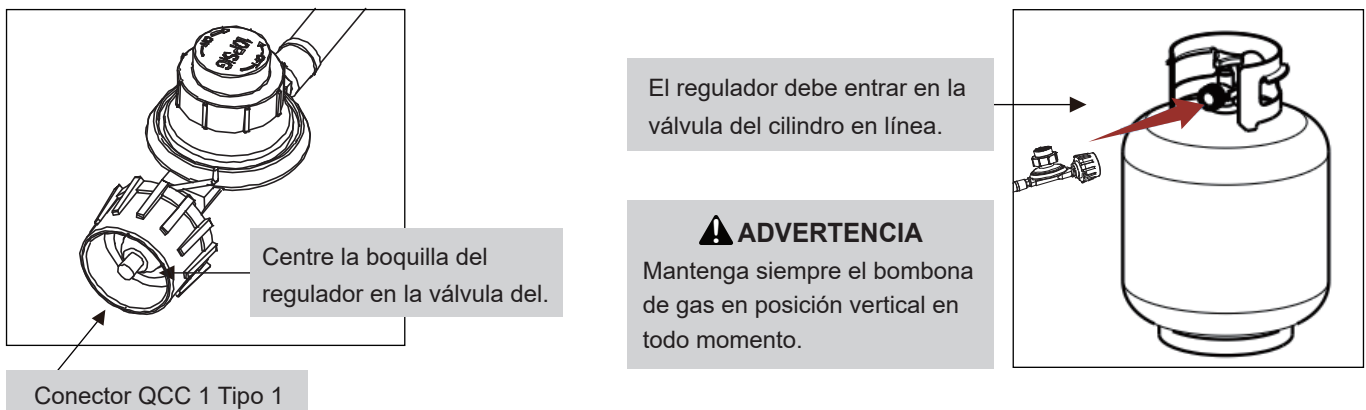 10PSIG
Centre la boquilla del
regulador en la válvula del.
Conector QCC 1 Tipo 1
El regulador debe entrar en la
válvula del cilindro en línea.
ADVERTENCIA
Mantenga siempre el bombona
de gas en posición vertical en
todo momento.